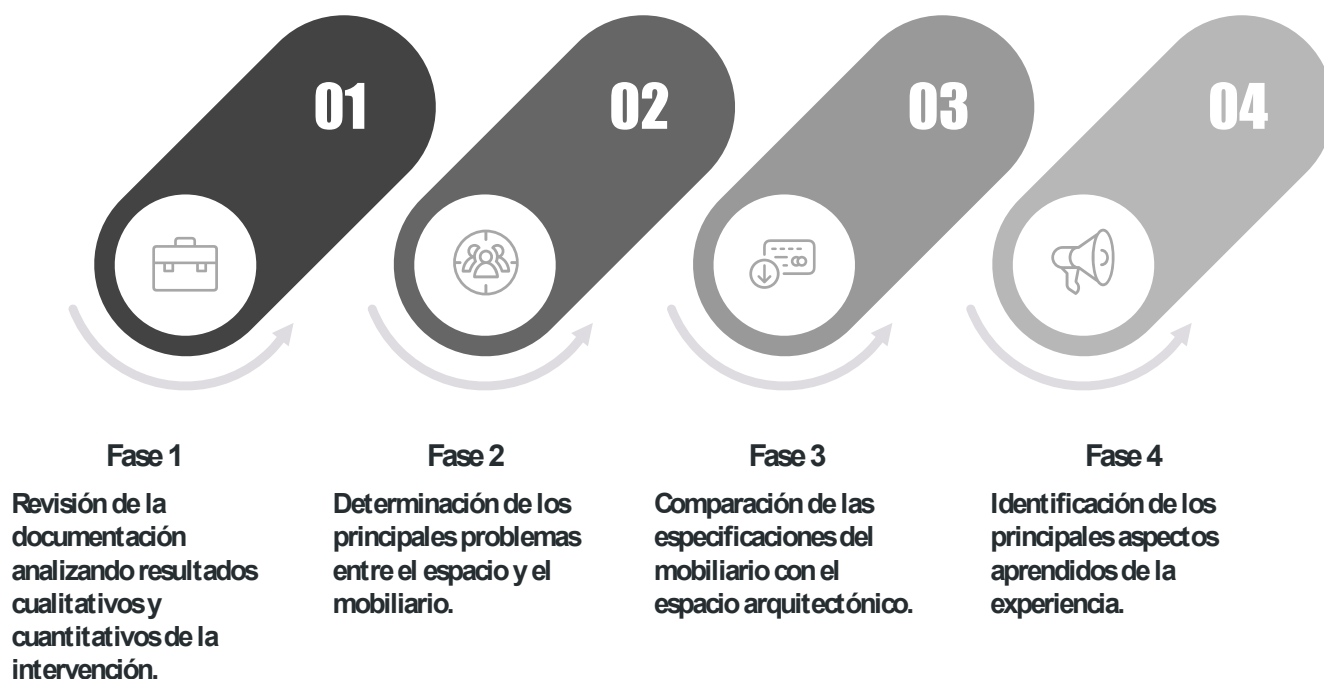 01
02
03
04
Fase 1
Revisión de la
documentación
analizando resultados
cualitativos y
cuantitativos de la
intervención.
Fase 2
Determinación de los
principales problemas
entre el espacio y el
mobiliario.
Fase 3
Comparación de las
especificaciones del
mobiliario con el
espacio arquitectónico.
Fase 4
Identificación de los
principales aspectos
aprendidos de la
experiencia.